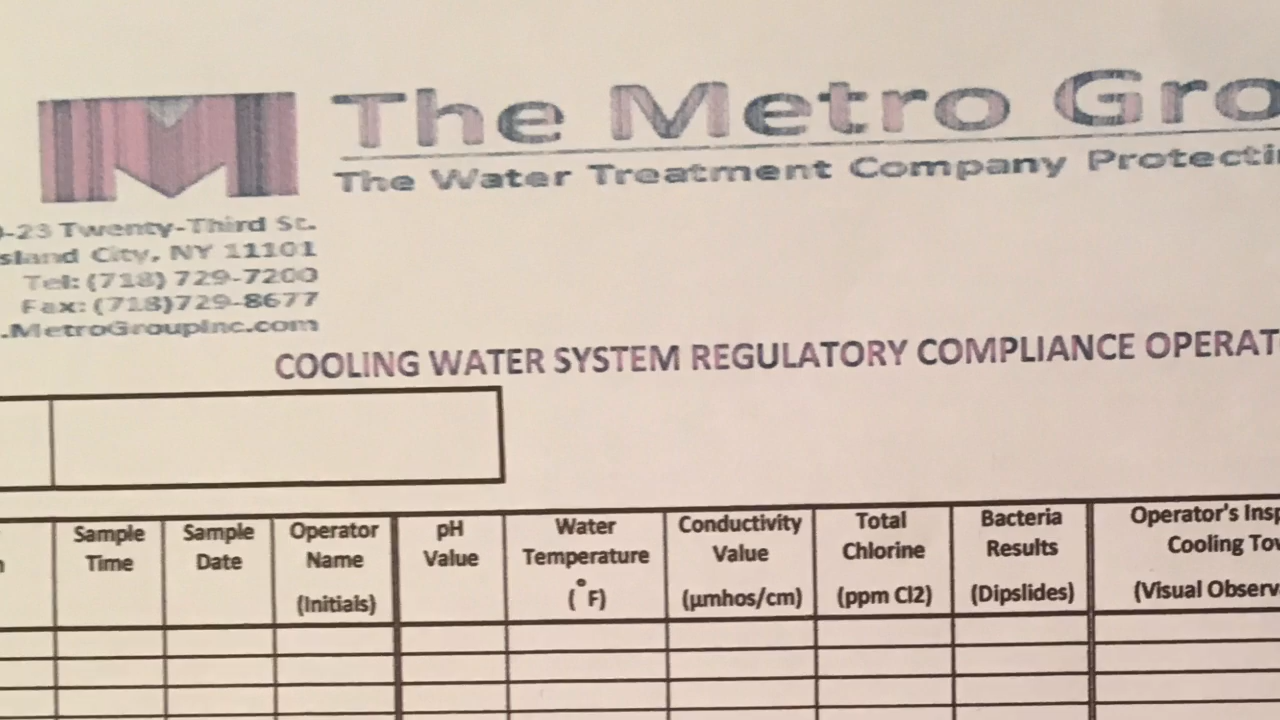 The Metro Gro
The Water Treatment Company Protecti
-23 Twenty-Third St.
sland City, NY 11101
Tel: (718) 729-7200
Fax: (718)729-8677
.MetroGroupInc.com
COOLING WATER SYSTEM REGULATORY COMPLIANCE OPERAT
Sample Time
Sample Date
Operator Name (Initials)
pH Value
Water Temperature (°F)
Conductivity Value (µmhos/cm)
Total Chlorine (ppm Cl2)
Bacteria Results (Dipslides)
Operator's Insp
Cooling Tov
(Visual Observ